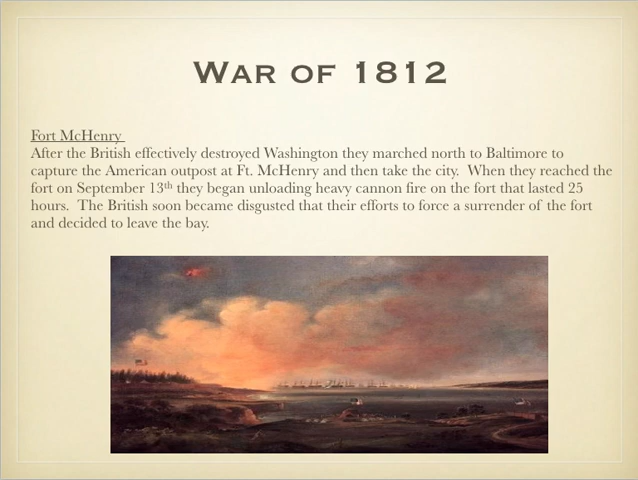 War of 1812
Fort McHenry
After the British effectively destroyed Washington they marched north to Baltimore to
capture the American outpost at Ft. McHenry and then take the city.  When they reached the
fort on September 13th they began unloading heavy cannon fire on the fort that lasted 25
hours.  The British soon became disgusted that their efforts to force a surrender of the fort
and decided to leave the bay.